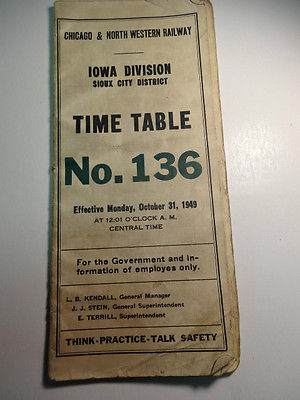 CHICAGO & NORTH WESTERN RAILWAY
IOWA DIVISION
SIOUX CITY DISTRICT
TIME TABLE
No. 136
Effective Monday, October 31, 1949
AT 12:01 O'CLOCK A. M.
CENTRAL TIME
For the Government and in-
formation of employes only.
L. B. KENDALL, General Manager
J. J. STEIN, General Superintendent
E. TERRILL, Superintendent
THINK-PRACTICE-TALK SAFETY